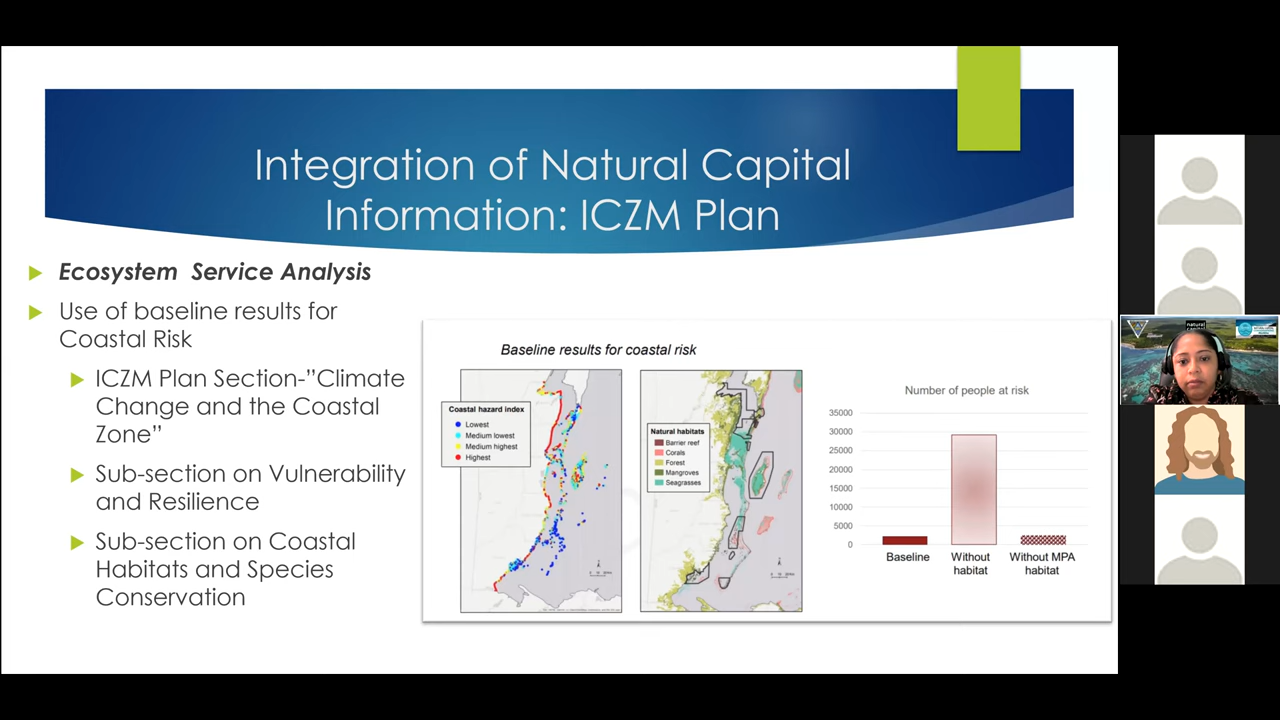 Integration of Natural Capital
Information: ICZM Plan
Ecosystem Service Analysis
Use of baseline results for
Coastal Risk
ICZM Plan Section-”Climate
Change and the Coastal
Zone”
Sub-section on Vulnerability
and Resilience
Sub-section on Coastal
Habitats and Species
Conservation
Baseline results for coastal risk
Coastal hazard index
Lowest
Medium lowest
Medium highest
Highest
Natural habitats
Barrier reef
Corals
Forest
Mangroves
Seagrasses
Number of people at risk
35000
30000
25000
20000
15000
10000
5000
0
Baseline
Without
habitat
Without MPA
habitat
natural